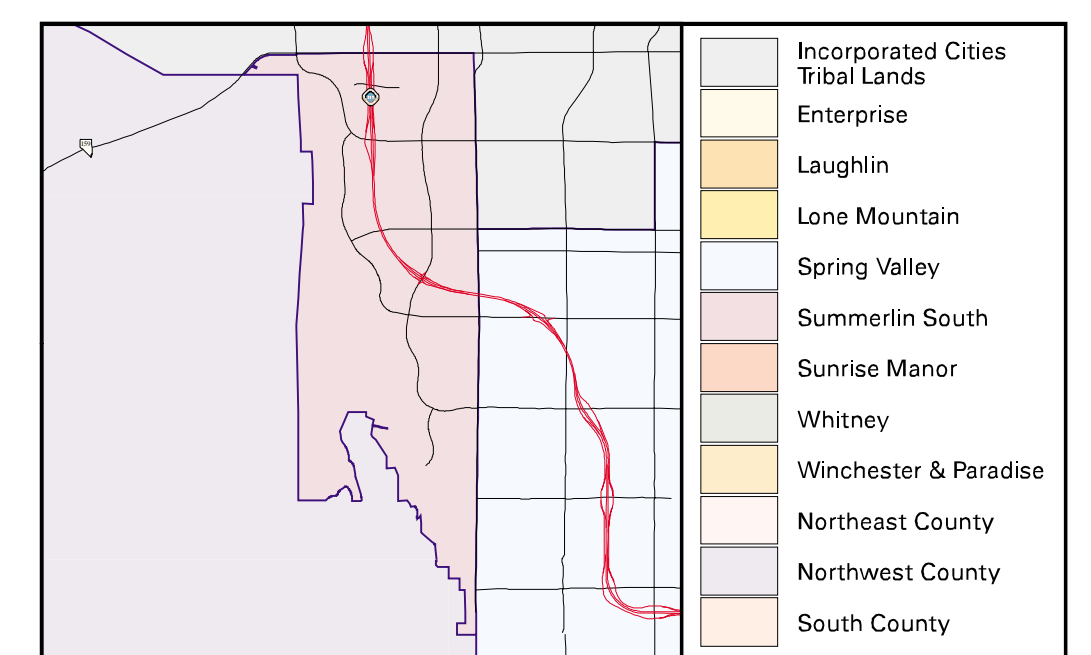 159
Incorporated Cities
Tribal Lands
Enterprise
Laughlin
Lone Mountain
Spring Valley
Summerlin South
Sunrise Manor
Whitney
Winchester & Paradise
Northeast County
Northwest County
South County